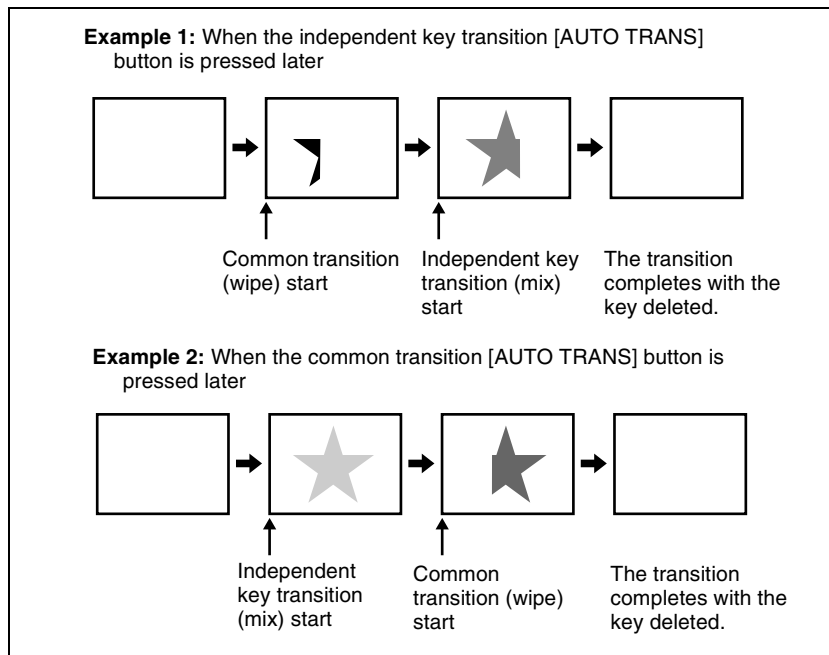 Example 1: When the independent key transition [AUTO TRANS]
button is pressed later
Common transition
(wipe) start
Independent key
transition (mix)
start
The transition
completes with the
key deleted.
Example 2: When the common transition [AUTO TRANS] button is
pressed later
Independent
key transition
(mix) start
Common
transition (wipe)
start
The transition
completes with the
key deleted.